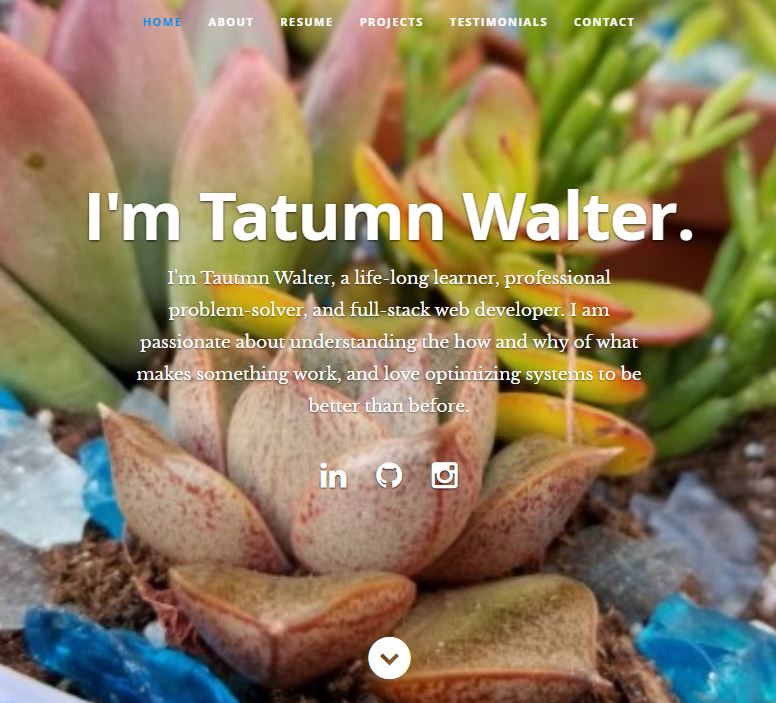 HOME ABOUT RESUME PROJECTS TESTIMONIALS CONTACT
I'm Tatumn Walter.
I'm Tautmn Walter, a life-long learner, professional
problem-solver, and full-stack web developer. I am
passionate about understanding the how and why of what
makes something work, and love optimizing systems to be
better than before.
in